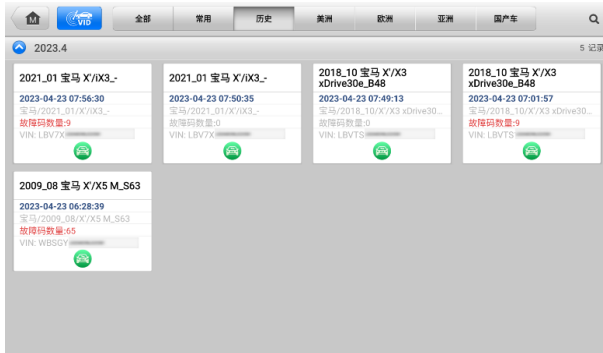 VID 全部 常用 历史 美洲 欧洲 亚洲 国产车
2023.4 5 记录
2021_01 宝马 X'/iX3_-
2023-04-23 07:56:30
宝马/2021_01/X'/iX3_-
故障码数量:9
VIN: LBV7X
2021_01 宝马 X'/iX3_-
2023-04-23 07:50:35
宝马/2021_01/X'/iX3_-
故障码数量:0
VIN: LBV7X
2018_10 宝马 X'/X3
xDrive30e_B48
2023-04-23 07:49:13
宝马/2018_10/X'/X3 xDrive30...
故障码数量:0
VIN: LBVTS
2018_10 宝马 X'/X3
xDrive30e_B48
2023-04-23 07:01:57
宝马/2018_10/X'/X3 xDrive30...
故障码数量:9
VIN: LBVTS
2009_08 宝马 X'/X5 M_S63
2023-04-23 06:28:39
宝马/2009_08/X'/X5 M_S63
故障码数量:65
VIN: WBSGY